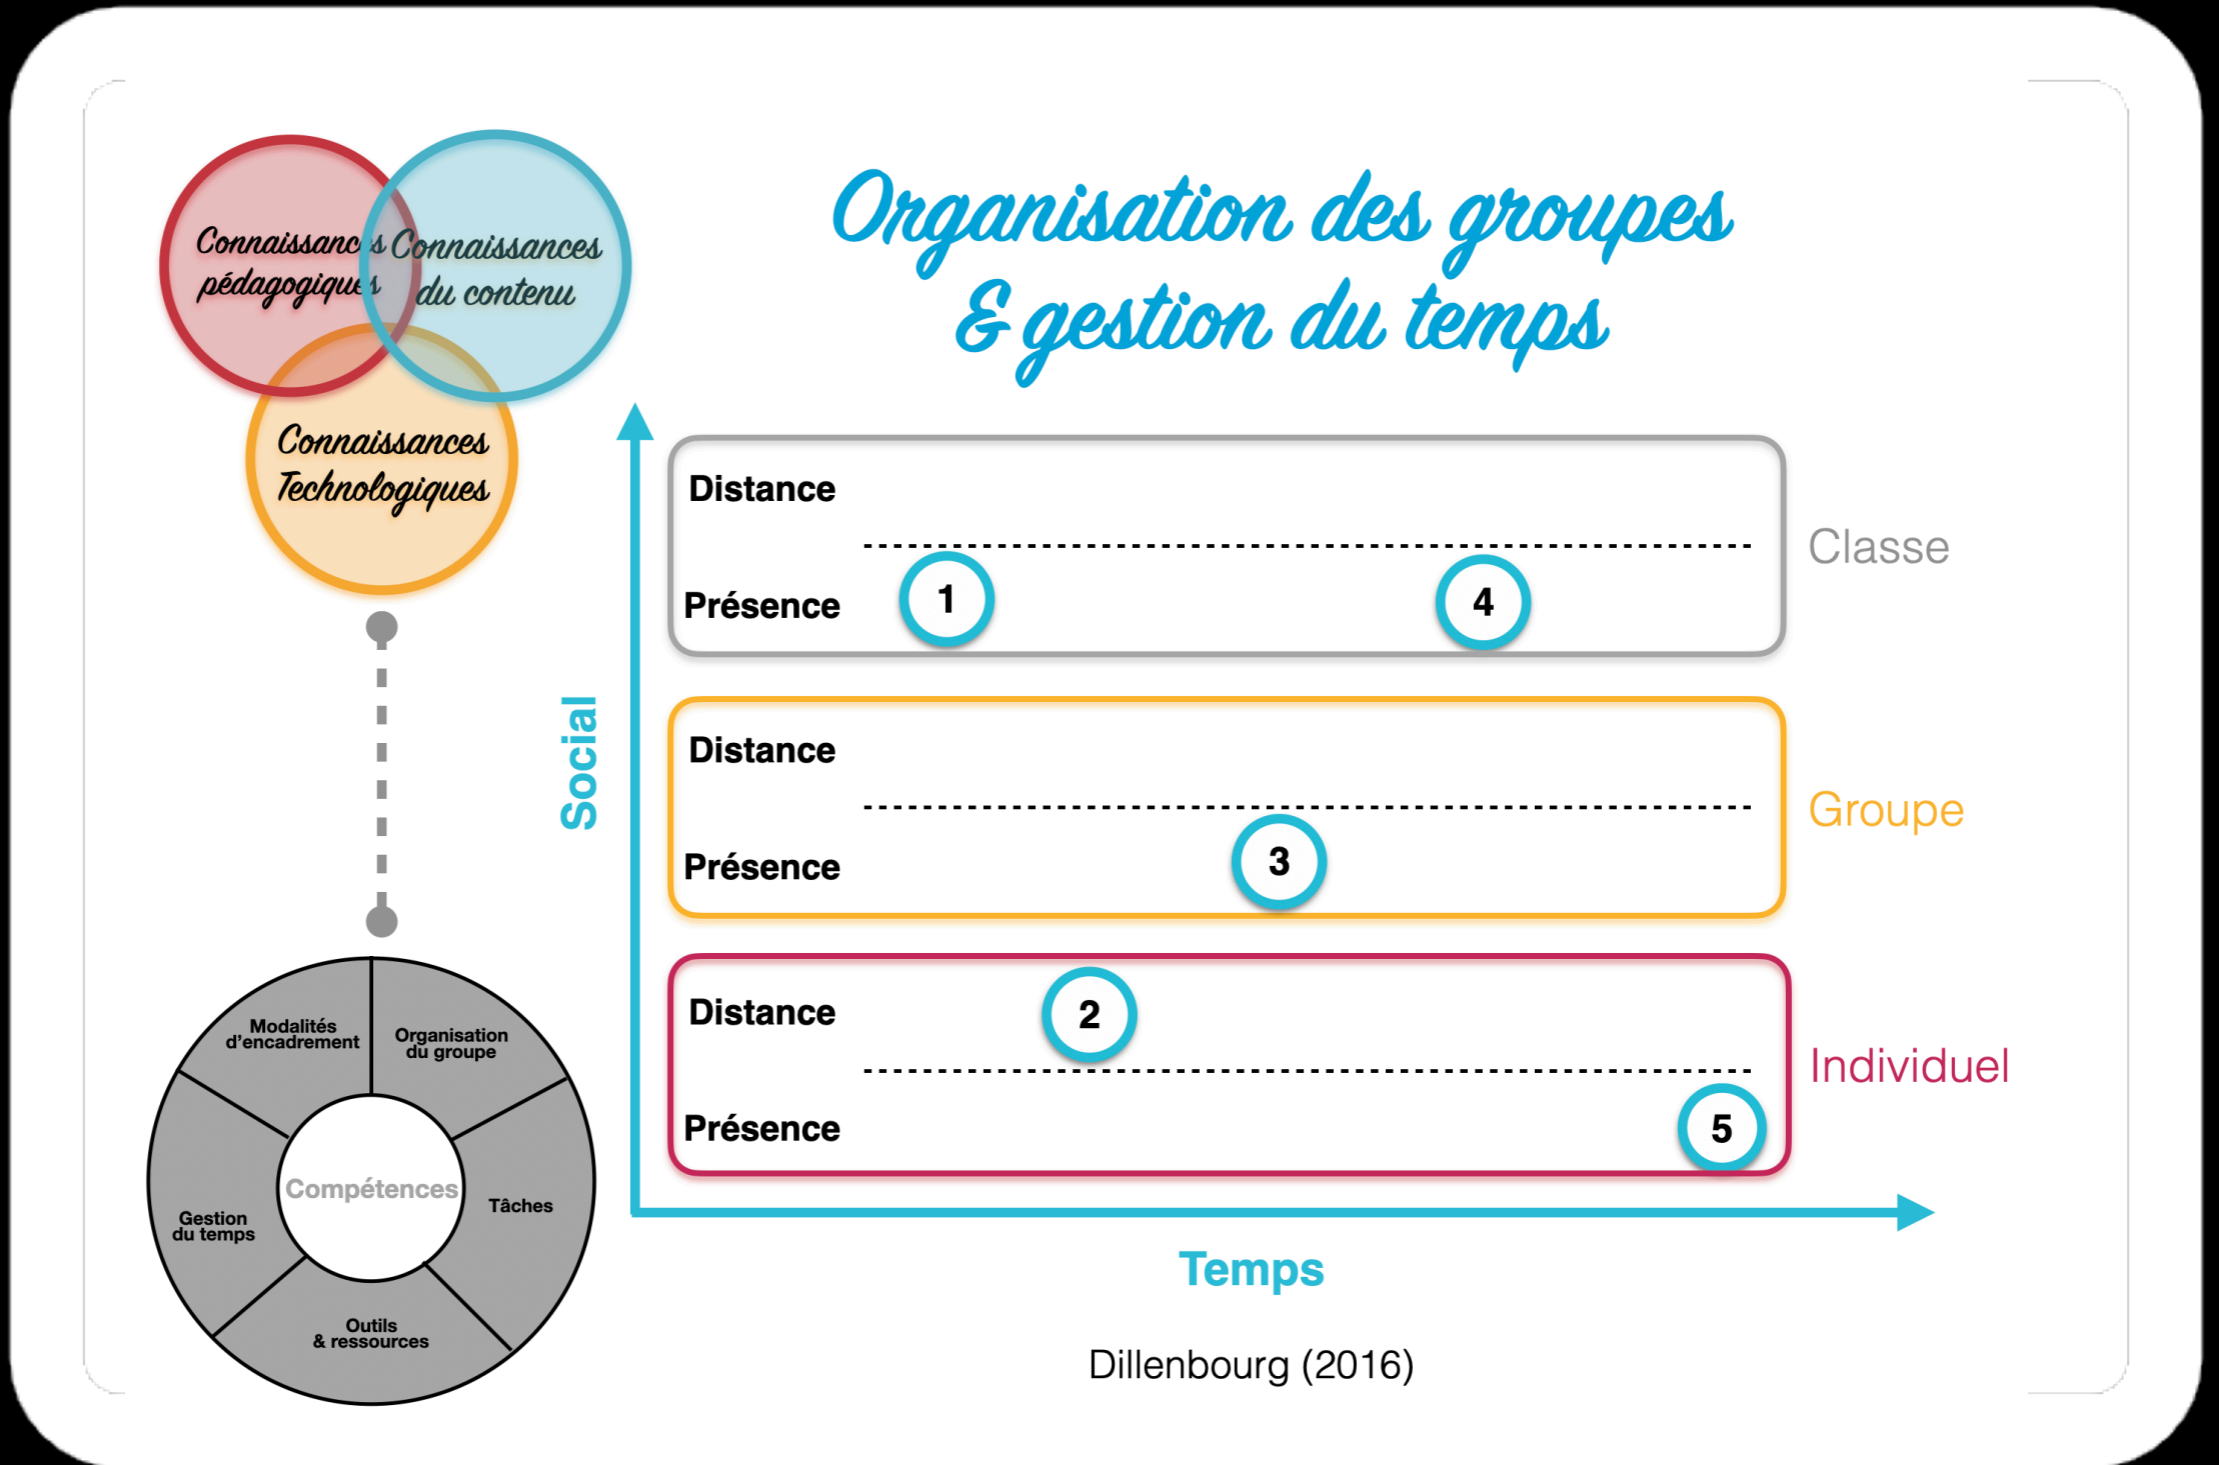 Organisation des groupes
& gestion du temps
Connaissances
pédagogiques
Connaissances
du contenu
Connaissances
Technologiques
Modalités
d'encadrement
Organisation
du groupe
Tâches
Outils
& ressources
Gestion
du temps
Compétences
Social
Distance
Présence
1
4
Classe
Distance
Présence
3
Groupe
Distance
2
Présence
5
Individuel
Temps
Dillenbourg (2016)